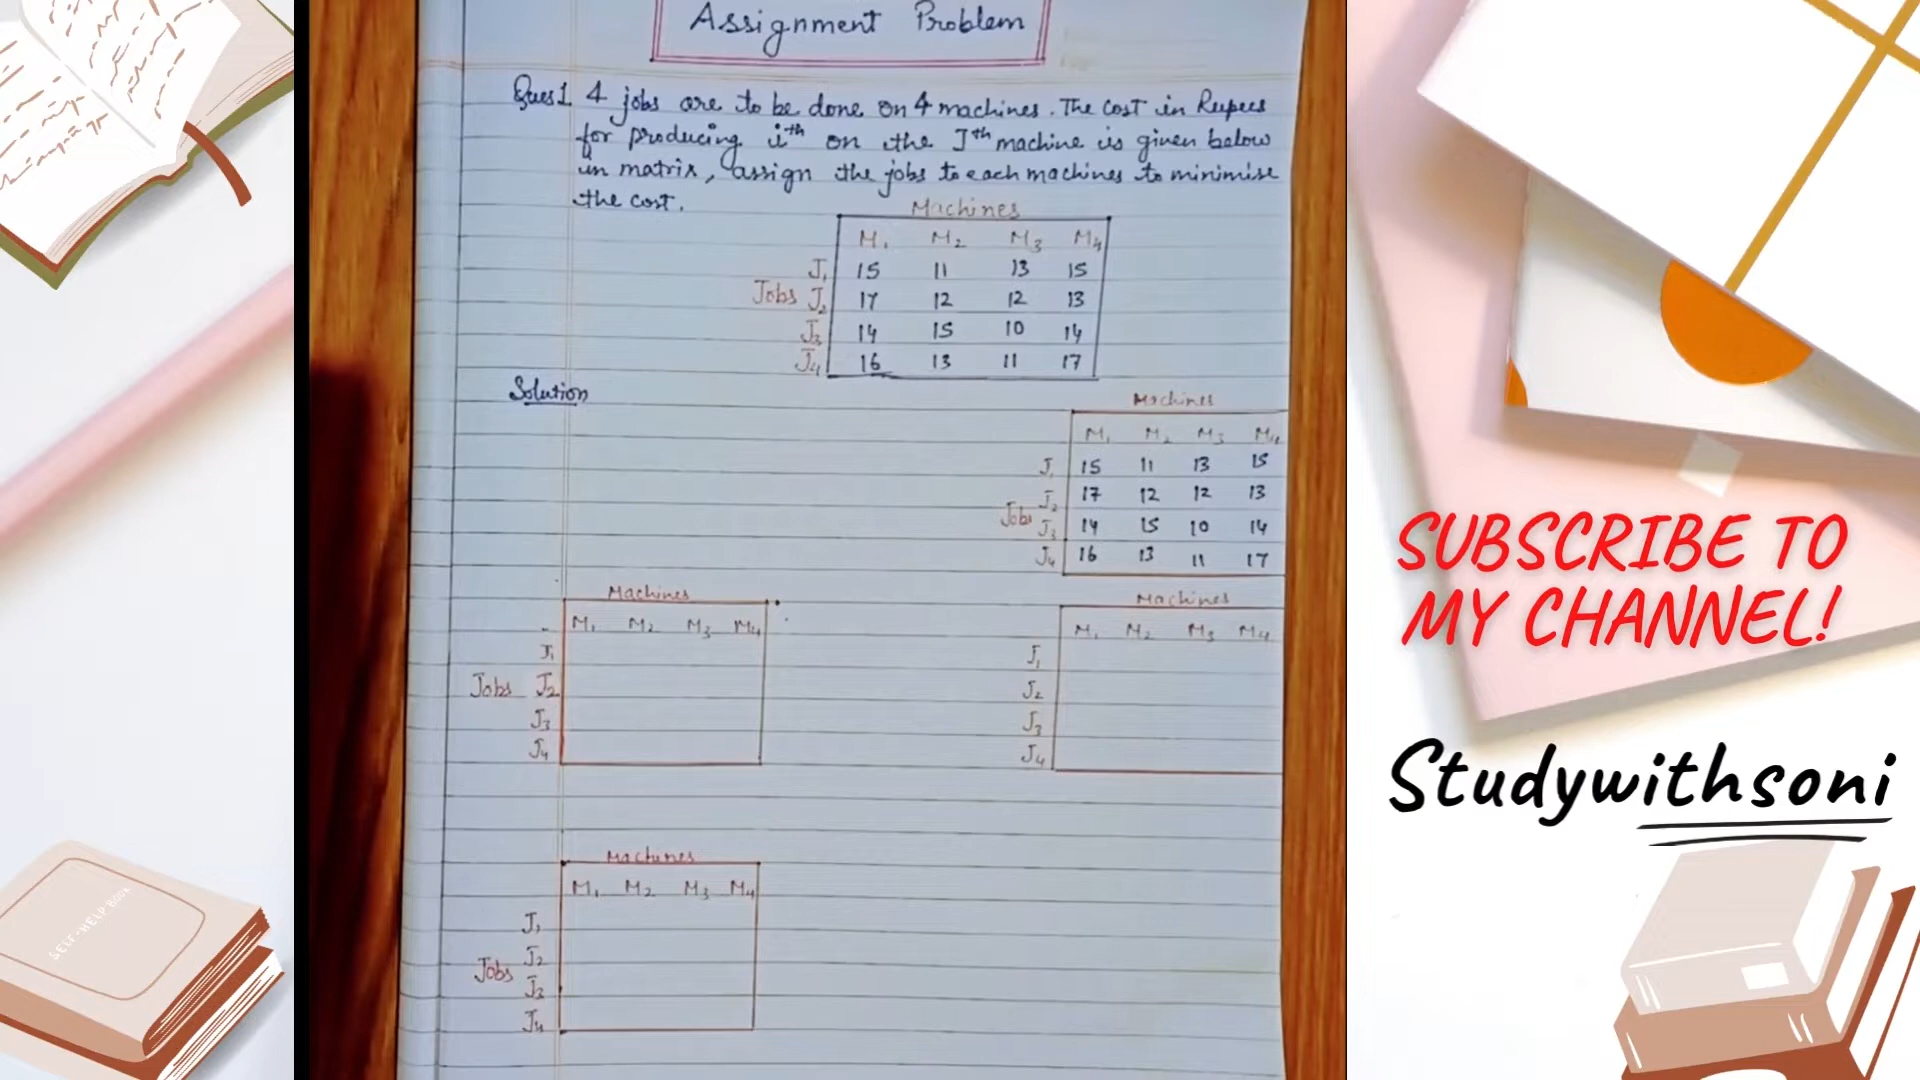 Assignment Problem
Ques 1 4 jobs are to be done on 4 machines. The cost in Rupees
for producing ith on the Jth machine is given below
in matrix, assign the jobs to each machines to minimise
the cost.
Machines
M1 M2 M3 M4
J1 15 11 13 15
Jobs J2 17 12 12 13
J3 14 15 10 14
J4 16 13 11 17
Solution
Machines
M1 M2 M3 M4
J1 15 11 13 15
J2 17 12 12 13
Jobs
J3 14 15 10 14
J4 16 13 11 17
Machines
M1 M2 M3 M4
J1
Jobs J2
J3
J4
Machines
M1 M2 M3 M4
J1
J2
J3
J4
Machines
M1 M2 M3 M4
J1
J2
Jobs
J3
J4
SUBSCRIBE TO
MY CHANNEL!
Studywithsoni
SELF-HELP BOOK